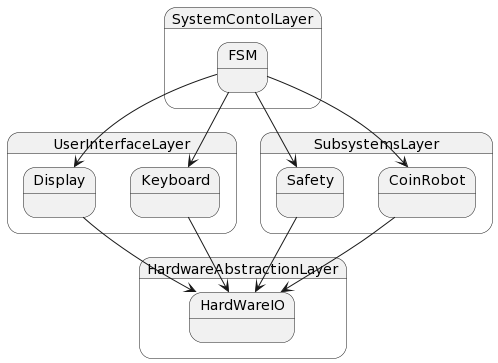 SystemContolLayer
FSM
UserInterfaceLayer
SubsystemsLayer
Display
Keyboard
Safety
CoinRobot
HardwareAbstractionLayer
HardWareIO